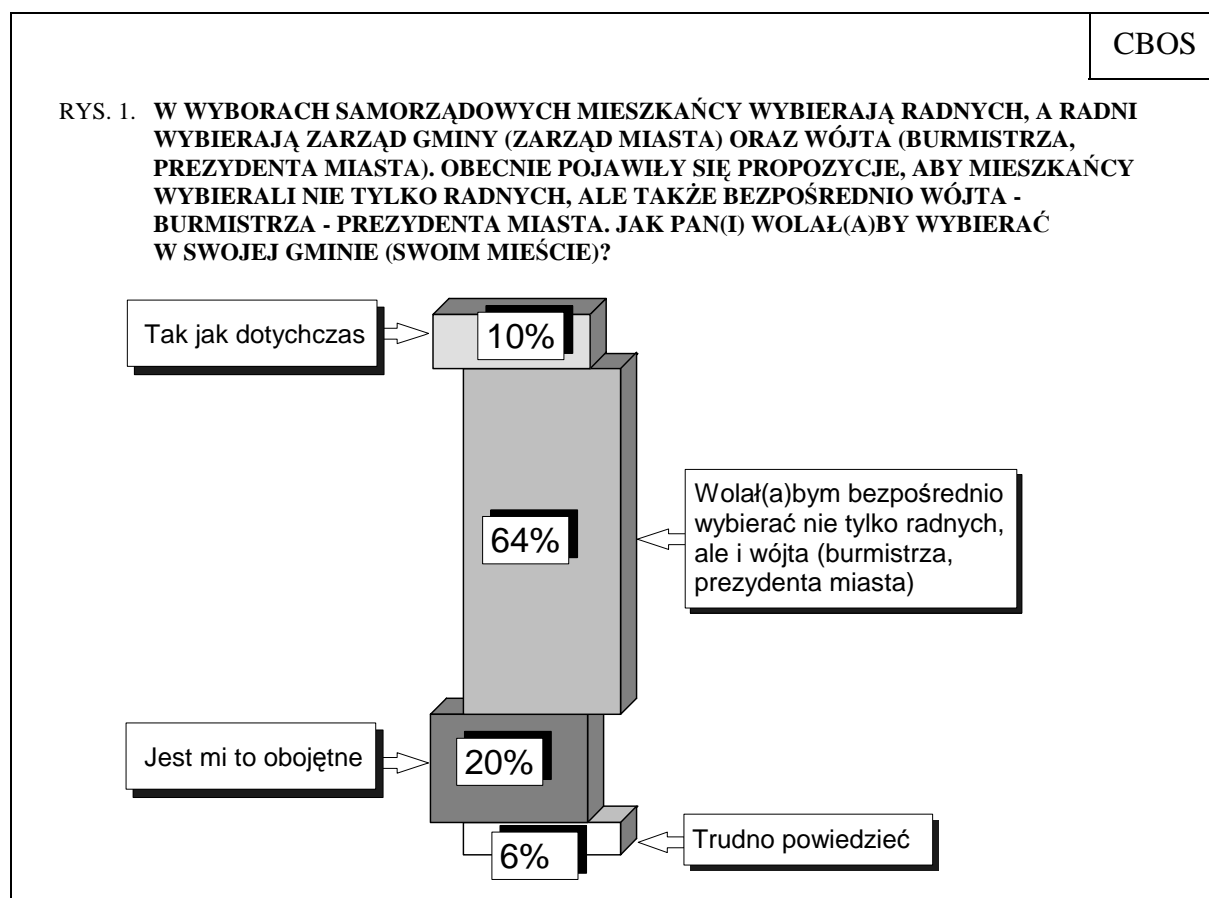 CBOS
RYS. 1. W WYBORACH SAMORZĄDOWYCH MIESZKAŃCY WYBIERAJĄ RADNYCH, A RADNI
WYBIERAJĄ ZARZĄD GMINY (ZARZĄD MIASTA) ORAZ WÓJTA (BURMISTRZA,
PREZYDENTA MIASTA). OBECNIE POJAWIŁY SIĘ PROPOZYCJE, ABY MIESZKAŃCY
WYBIERALI NIE TYLKO RADNYCH, ALE TAKŻE BEZPOŚREDNIO WÓJTA -
BURMISTRZA - PREZYDENTA MIASTA. JAK PAN(I) WOLAŁ(A)BY WYBIERAĆ
W SWOJEJ GMINIE (SWOIM MIEŚCIE)?
Tak jak dotychczas
10%
64%
Wolał(a)bym bezpośrednio
wybierać nie tylko radnych,
ale i wójta (burmistrza,
prezydenta miasta)
Jest mi to obojętne
20%
6%
Trudno powiedzieć